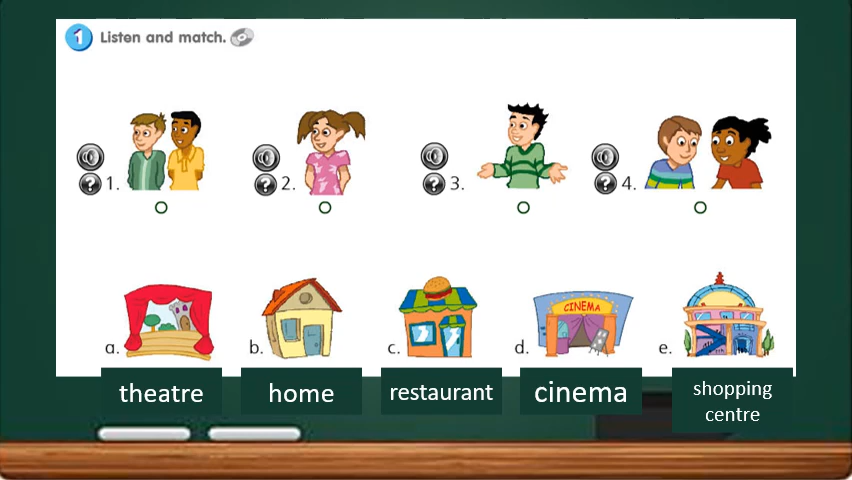 1 Listen and match.
? 1. ? 2. ? 3. ? 4.
a. b. c. d. CINEMA e.
theatre home restaurant cinema shopping
centre